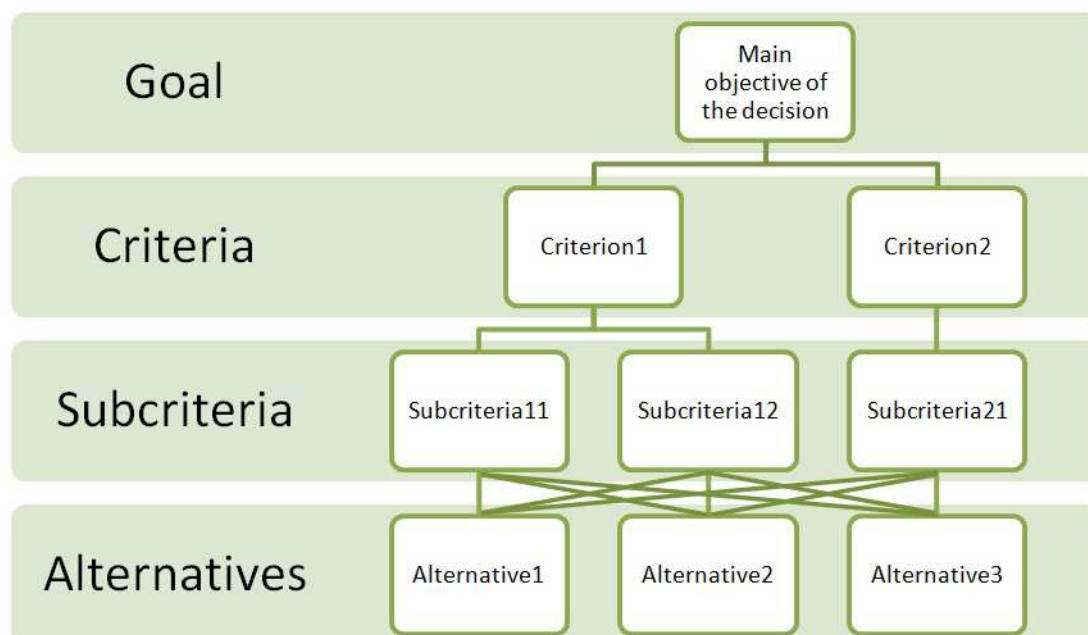 Goal
Main
objective of
the decision
Criteria
Criterion1
Criterion2
Subcriteria
Subcriteria11
Subcriteria12
Subcriteria21
Alternatives
Alternative1
Alternative2
Alternative3